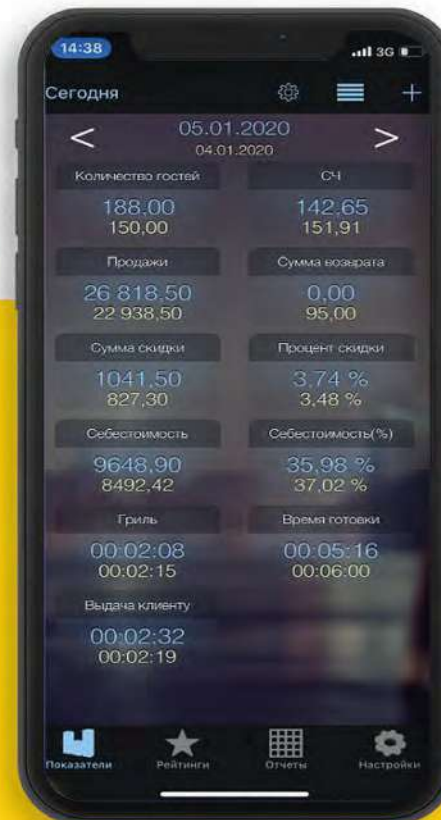 14:38
3G
Сегодня
05.01.2020
04.01.2020
Количество гостей
СЧ
188.00
142,65
150,00
151,91
Продажи
Сумма возврата
26 818,50
0,00
22 938,50
95,00
Сумма скидки
Процент скидки
1041,50
3,74 %
827,30
3,48 %
Себестоимость
Себестоимость(%)
9648,90
35,98 %
8492,42
37,02 %
Гриль
Время готовки
00:02:08
00:05:16
00:02:15
00:06:00
Выдача клиенту
00:02:32
00:02:19
Показатели
Рейтинги
Отчеты
Настройки